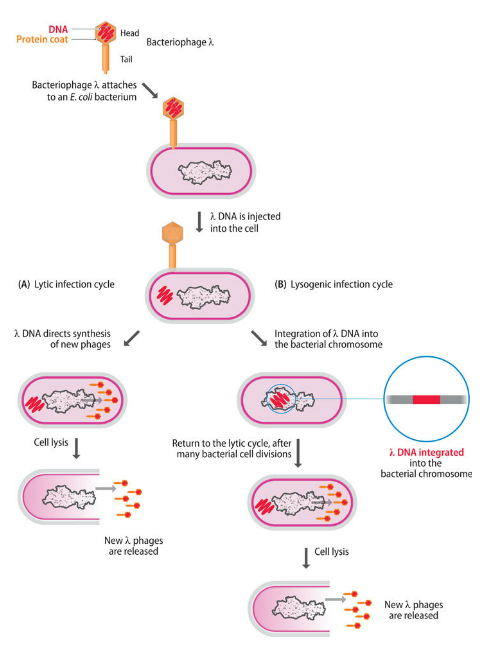 DNA
Protein coat
Head
Bacteriophage λ
Tail
Bacteriophage λ attaches
to an E. coli bacterium
λ DNA is injected
into the cell
(A) Lytic infection cycle
(B) Lysogenic infection cycle
λ DNA directs synthesis
of new phages
Integration of λ DNA into
the bacterial chromosome
Cell lysis
Return to the lytic cycle, after
many bacterial cell divisions
λ DNA integrated
into the
bacterial chromosome
New λ phages
are released
Cell lysis
New λ phages
are released